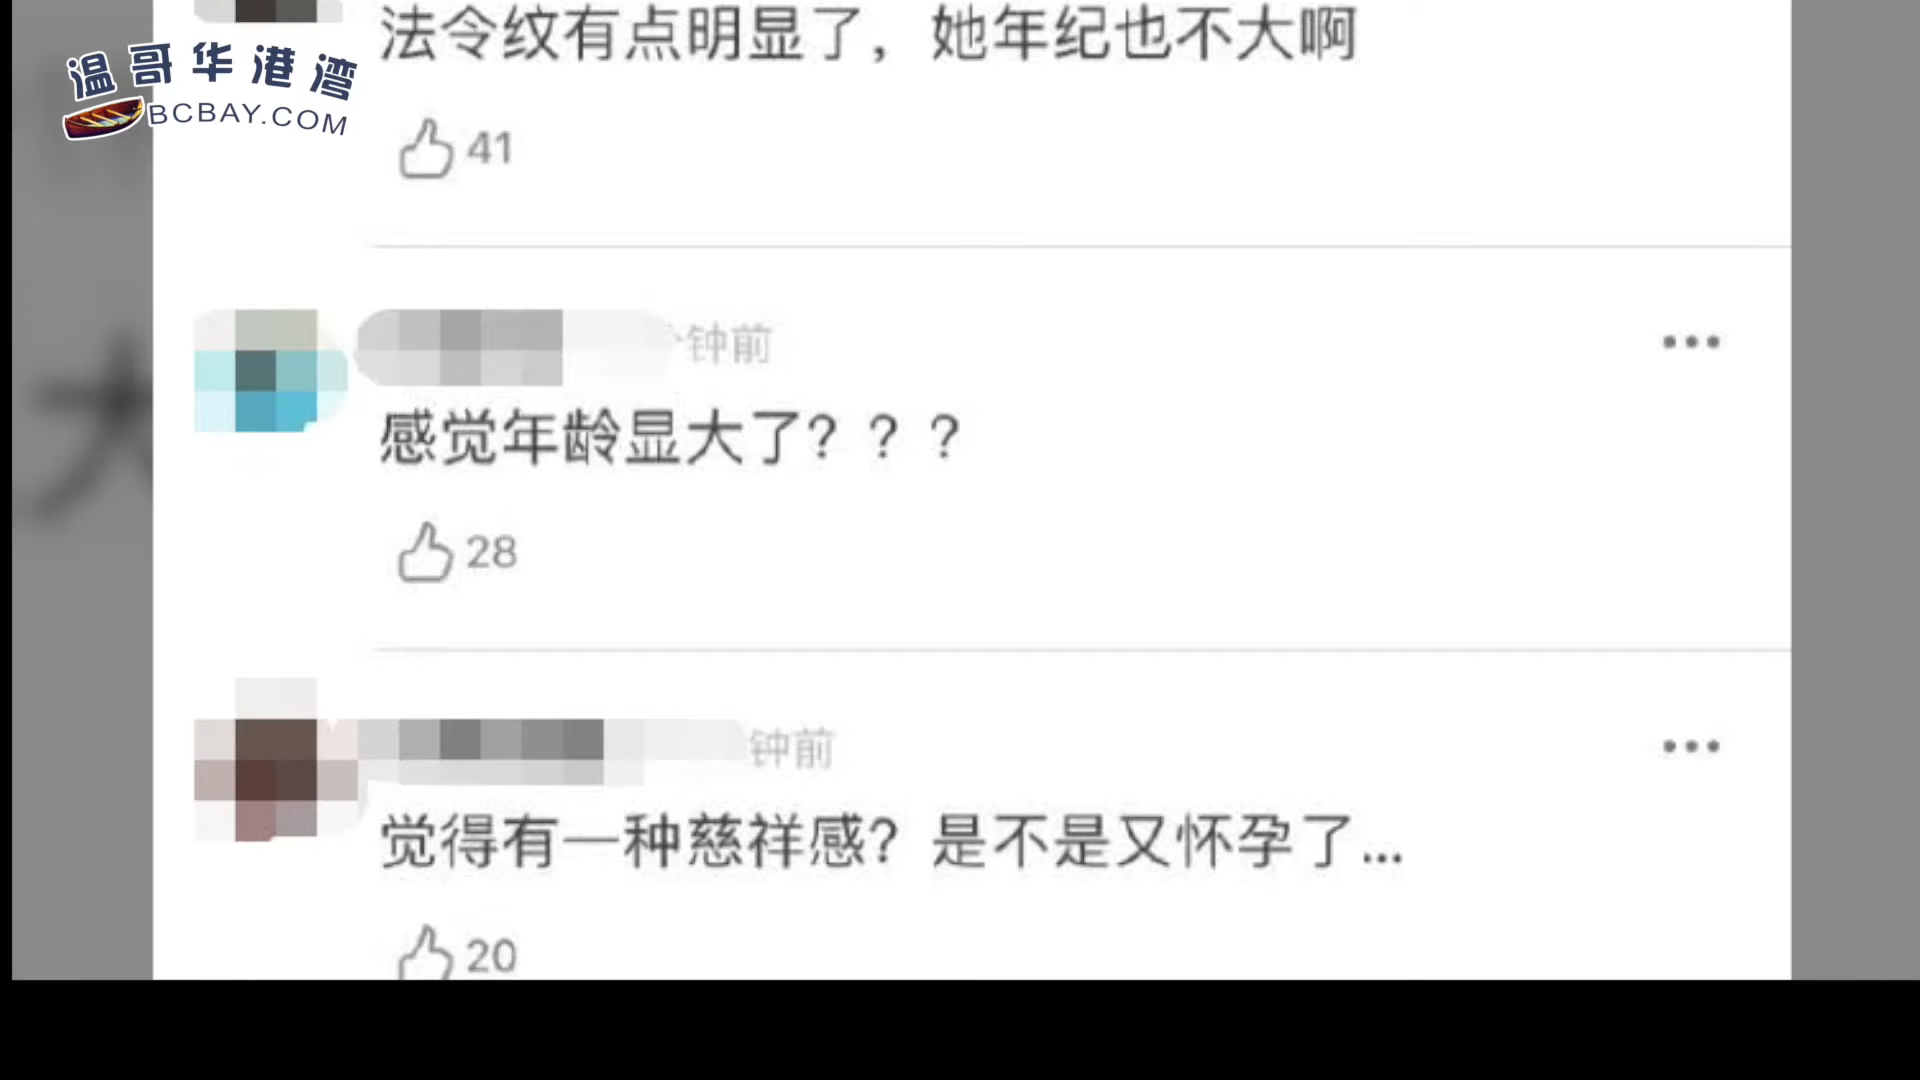 法令纹有点明显了，她年纪也不大啊
温哥华港湾
BCBAY.COM
41
钟前
感觉年龄显大了？？？
28
钟前
觉得有一种慈祥感？是不是又怀孕了...
20
大